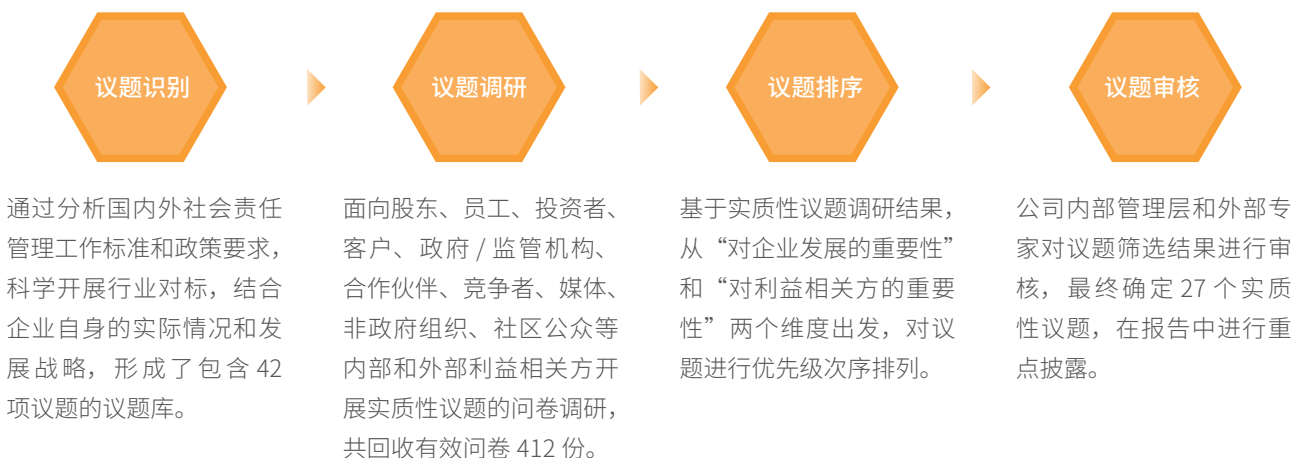 议题识别
议题调研
议题排序
议题审核
通过分析国内外社会责任
管理工作标准和政策要求，
科学开展行业对标，结合
企业自身的实际情况和发
展战略，形成了包含 42
项议题的议题库。
面向股东、员工、投资者、
客户、政府 / 监管机构、
合作伙伴、竞争者、媒体、
非政府组织、社区公众等
内部和外部利益相关方开
展实质性议题的问卷调研，
共回收有效问卷 412 份。
基于实质性议题调研结果，
从“对企业发展的重要性”
和“对利益相关方的重要
性”两个维度出发，对议
题进行优先级次序排列。
公司内部管理层和外部专
家对议题筛选结果进行审
核，最终确定 27 个实质
性议题，在报告中进行重
点披露。